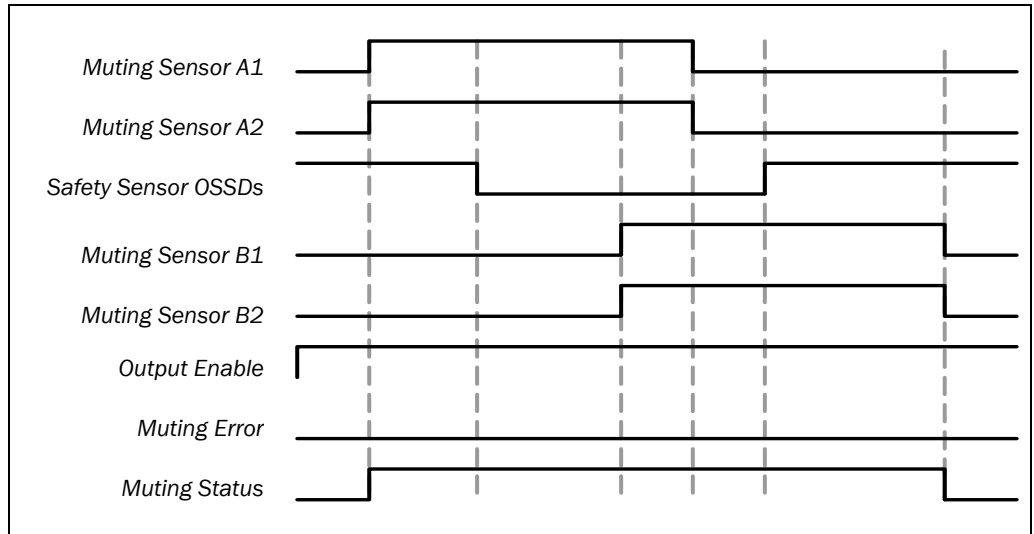 Muting Sensor A1
Muting Sensor A2
Safety Sensor OSSDs
Muting Sensor B1
Muting Sensor B2
Output Enable
Muting Error
Muting Status